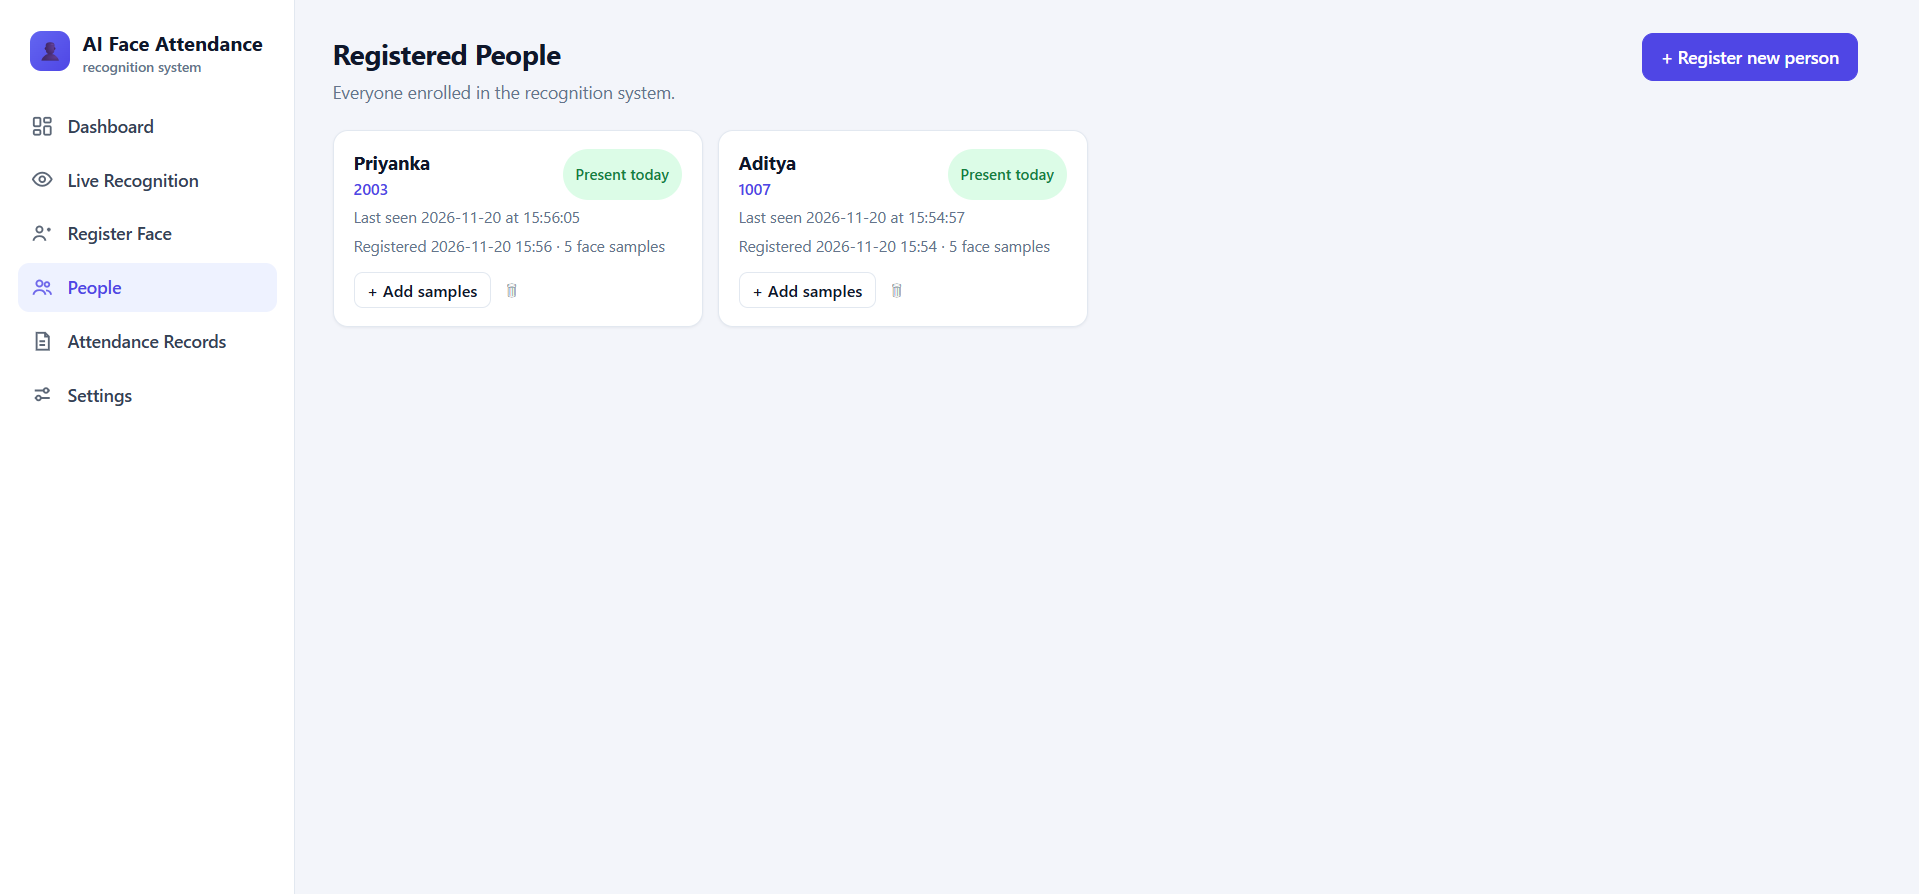 AI Face Attendance
recognition system
Dashboard
Live Recognition
Register Face
People
Attendance Records
Settings
Registered People
Everyone enrolled in the recognition system.
+ Register new person
Priyanka
2003
Present today
Last seen 2026-11-20 at 15:56:05
Registered 2026-11-20 15:56 · 5 face samples
+ Add samples
Aditya
1007
Present today
Last seen 2026-11-20 at 15:54:57
Registered 2026-11-20 15:54 · 5 face samples
+ Add samples